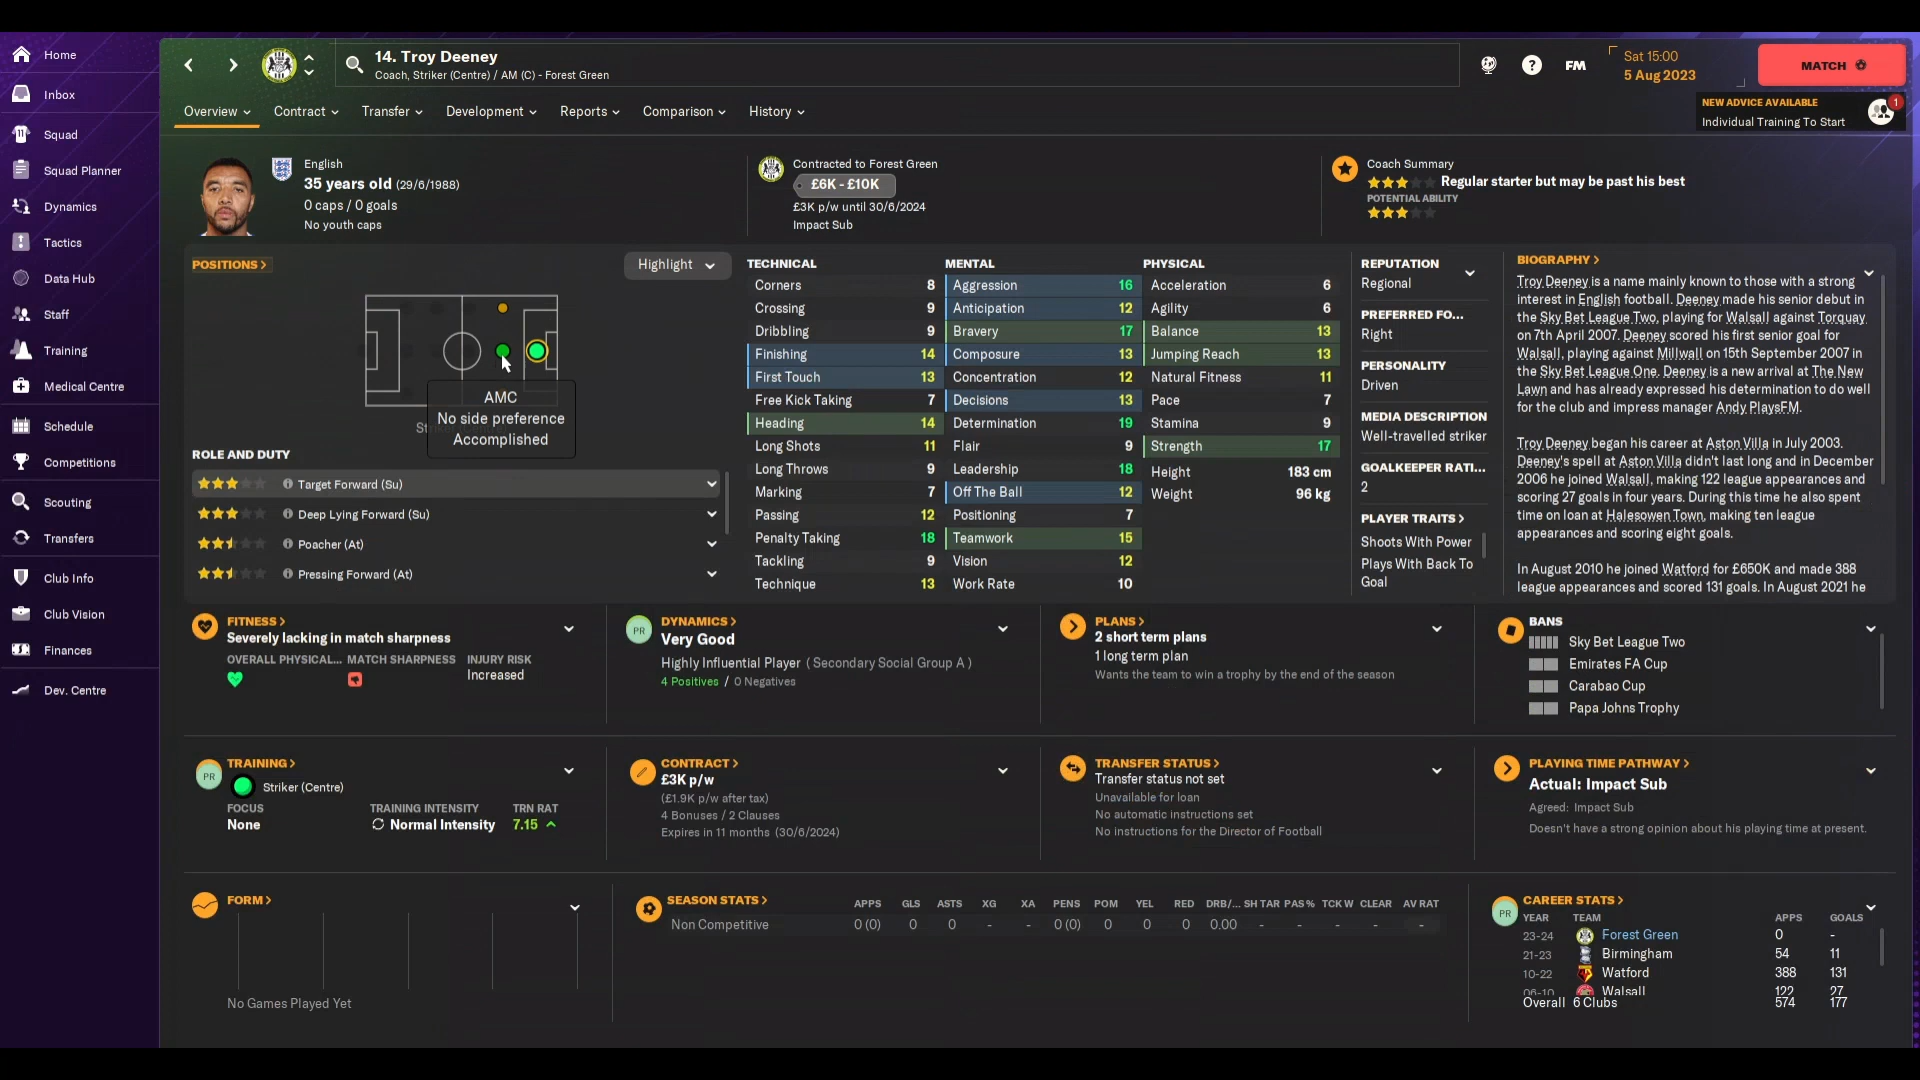 Home
Inbox
Squad
Squad Planner
Dynamics
Tactics
Data Hub
Staff
Training
Medical Centre
Schedule
Competitions
Scouting
Transfers
Club Info
Club Vision
Finances
Dev. Centre
14. Troy Deeney
Coach, Striker (Centre) / AM (C) - Forest Green
FM
Sat 15:00
5 Aug 2023
MATCH
Overview
Contract
Transfer
Development
Reports
Comparison
History
NEW ADVICE AVAILABLE
Individual Training To Start
1
English
35 years old (29/6/1988)
0 caps / 0 goals
No youth caps
Contracted to Forest Green
£6K - £10K
£3K p/w until 30/6/2024
Impact Sub
Coach Summary
Regular starter but may be past his best
POTENTIAL ABILITY
POSITIONS >
Highlight
AMC
No side preference
Accomplished
ROLE AND DUTY
Target Forward (Su)
Deep Lying Forward (Su)
Poacher (At)
Pressing Forward (At)
TECHNICAL
Corners 8
Crossing 9
Dribbling 9
Finishing 14
First Touch 13
Free Kick Taking 7
Heading 14
Long Shots 11
Long Throws 9
Marking 7
Passing 12
Penalty Taking 18
Tackling 9
Technique 13
MENTAL
Aggression 16
Anticipation 12
Bravery 17
Composure 13
Concentration 12
Decisions 13
Determination 19
Flair 9
Leadership 18
Off The Ball 12
Positioning 7
Teamwork 15
Vision 12
Work Rate 10
PHYSICAL
Acceleration 6
Agility 6
Balance 13
Jumping Reach 13
Natural Fitness 11
Pace 7
Stamina 9
Strength 17
Height 183 cm
Weight 96 kg
REPUTATION
Regional
PREFERRED FO...
Right
PERSONALITY
Driven
MEDIA DESCRIPTION
Well-travelled striker
GOALKEEPER RATI...
2
PLAYER TRAITS >
Shoots With Power
Plays With Back To
Goal
BIOGRAPHY >
Troy Deeney is a name mainly known to those with a strong
interest in English football. Deeney made his senior debut in
the Sky Bet League Two, playing for Walsall against Torquay
on 7th April 2007. Deeney scored his first senior goal for
Walsall, playing against Millwall on 15th September 2007 in
the Sky Bet League One. Deeney is a new arrival at The New
Lawn and has already expressed his determination to do well
for the club and impress manager Andy PlaysFM.
Troy Deeney began his career at Aston Villa in July 2003.
Deeney's spell at Aston Villa didn't last long and in December
2006 he joined Walsall, making 122 league appearances and
scoring 27 goals in four years. During this time he also spent
time on loan at Halesowen Town, making ten league
appearances and scoring eight goals.
In August 2010 he joined Watford for £650K and made 388
league appearances and scored 131 goals. In August 2021 he
FITNESS >
Severely lacking in match sharpness
OVERALL PHYSICAL... MATCH SHARPNESS INJURY RISK
Increased
PR
DYNAMICS >
Very Good
Highly Influential Player ( Secondary Social Group A )
4 Positives / 0 Negatives
PLANS >
2 short term plans
1 long term plan
Wants the team to win a trophy by the end of the season
BANS
Sky Bet League Two
Emirates FA Cup
Carabao Cup
Papa Johns Trophy
PR
TRAINING >
Striker (Centre)
FOCUS TRAINING INTENSITY TRN RAT
None Normal Intensity 7.15
CONTRACT >
£3K p/w
(£1.9K p/w after tax)
4 Bonuses / 2 Clauses
Expires in 11 months (30/6/2024)
TRANSFER STATUS >
Transfer status not set
Unavailable for loan
No automatic instructions set
No instructions for the Director of Football
PLAYING TIME PATHWAY >
Actual: Impact Sub
Agreed: Impact Sub
Doesn't have a strong opinion about his playing time at present.
FORM >
No Games Played Yet
SEASON STATS > APPS GLS ASTS XG XA PENS POM YEL RED DRB/... SH TAR PAS % TCK W CLEAR AV RAT
Non Competitive 0 (0) 0 0 - - 0 (0) 0 0 0 0.00 - - - - -
PR
CAREER STATS >
YEAR TEAM APPS GOALS
23-24 Forest Green 0 -
21-23 Birmingham 54 11
10-22 Watford 388 131
06-10 Walsall 122 27
Overall 6 Clubs 574 177